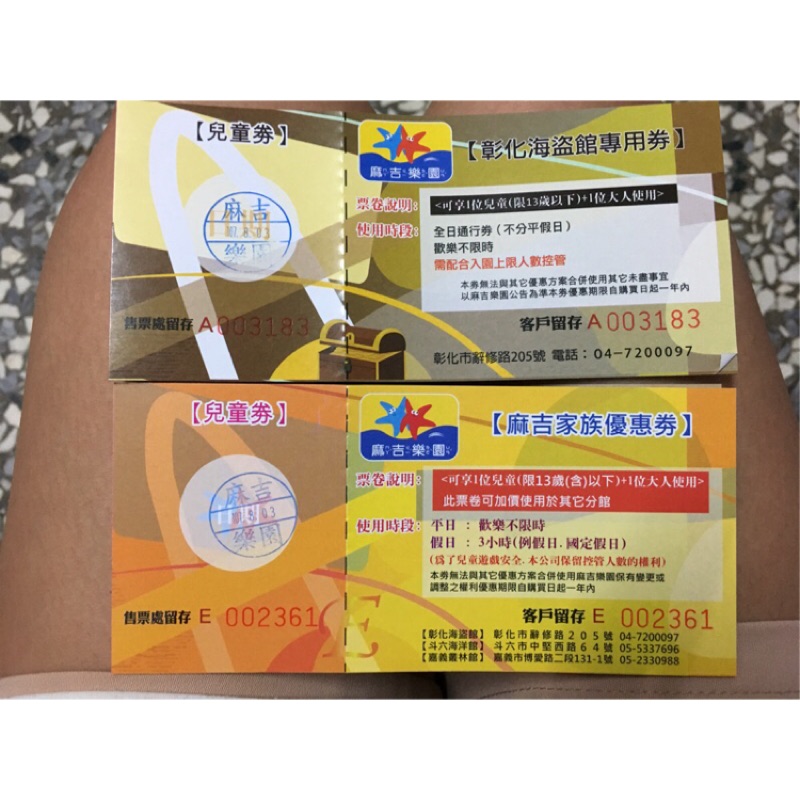 【兒童券】
麻吉
樂園
售票處留存 A003183
麻吉樂園
【彰化海盜館專用券】
票卷說明:
<可享1位兒童(限13歲以下)+1位大人使用>
使用時段:
全日通行券(不分平假日)
歡樂不限時
需配合入園上限人數控管
本券無法與其它優惠方案合併使用其它未盡事宜
以麻吉樂園公告為準本券優惠期限自購買日起一年內
客戶留存 A003183
彰化市辭修路205號 電話:04-7200097
【兒童券】
麻吉
樂園
售票處留存 E 002361
E
麻吉樂園
【麻吉家族優惠券】
票卷說明:
<可享1位兒童(限13歲(含)以下)+1位大人使用>
此票卷可加價使用於其它分館
使用時段: 平日 : 歡樂不限時
假日 : 3小時(例假日.國定假日)
(為了兒童遊戲安全.本公司保留控管人數的權利)
本券無法與其它優惠方案合併使用麻吉樂園保有變更或
調整之權利優惠期限自購買日起一年內
客戶留存 E 002361
【彰化海盜館】 彰化市辭修路205號 04-7200097
【斗六海洋館】 斗六市中堅西路64號 05-5337696
【嘉義叢林館】 嘉義市博愛路二段131-1號 05-2330988